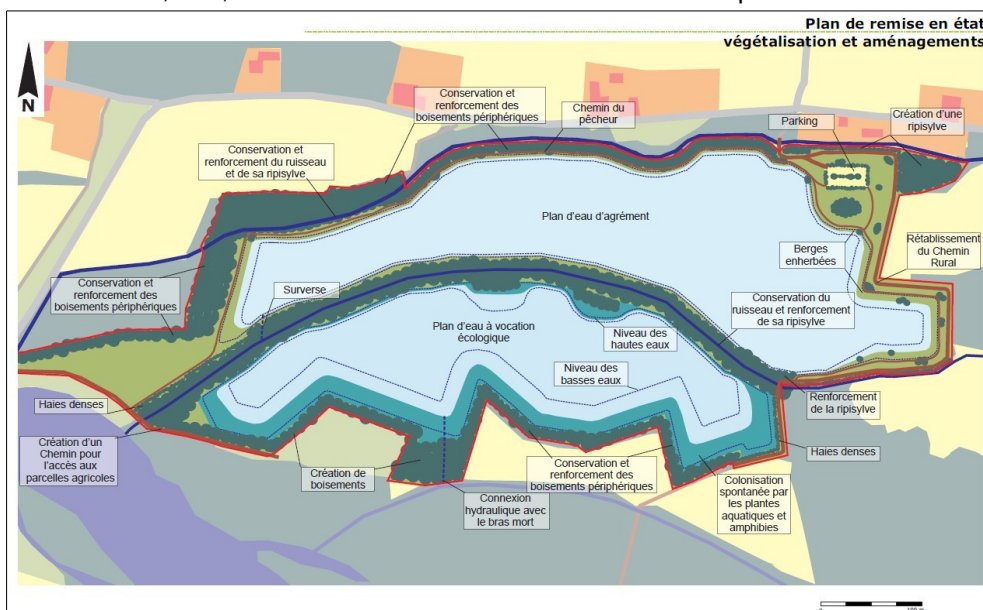 Plan de remise en état
végétalisation et aménagements
N
Conservation et
renforcement des
boisements périphériques
Chemin du
pêcheur
Parking
Création d'une
ripisylve
Conservation et
renforcement du ruisseau
et de sa ripisylve
Plan d'eau d'agrément
Berges
enherbées
Rétablissement
du Chemin
Rural
Conservation et
renforcement des
boisements périphériques
Surverse
Conservation du
ruisseau et renforcement
de sa ripisylve
Plan d'eau à vocation
écologique
Niveau des
hautes eaux
Niveau des
basses eaux
Haies denses
Renforcement
de la ripisylve
Création d'un
Chemin pour
l'accès aux
parcelles agricoles
Création de
boisements
Connexion
hydraulique avec
le bras mort
Conservation et
renforcement des
boisements périphériques
Haies denses
Colonisation
spontanée par
les plantes
aquatiques et
amphibies